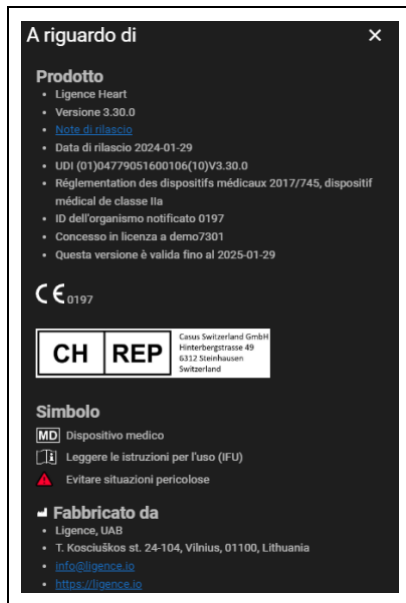 A riguardo di
Prodotto
Ligence Heart
Versione 3.30.0
Note di rilascio
Data di rilascio 2024-01-29
UDI (01)04779051600106(10)V3.30.0
Réglementation des dispositifs médicaux 2017/745, dispositif
médical de classe IIa
ID dell'organismo notificato 0197
Concesso in licenza a demo7301
Questa versione è valida fino al 2025-01-29
CE 0197
CH REP
Casus Switzerland GmbH
Hinterbergstrasse 49
6312 Steinhausen
Switzerland
Simbolo
MD Dispositivo medico
Leggere le istruzioni per l'uso (IFU)
Evitare situazioni pericolose
Fabbricato da
Ligence, UAB
T. Kosciuškos st. 24-104, Vilnius, 01100, Lithuania
info@ligence.io
https://ligence.io